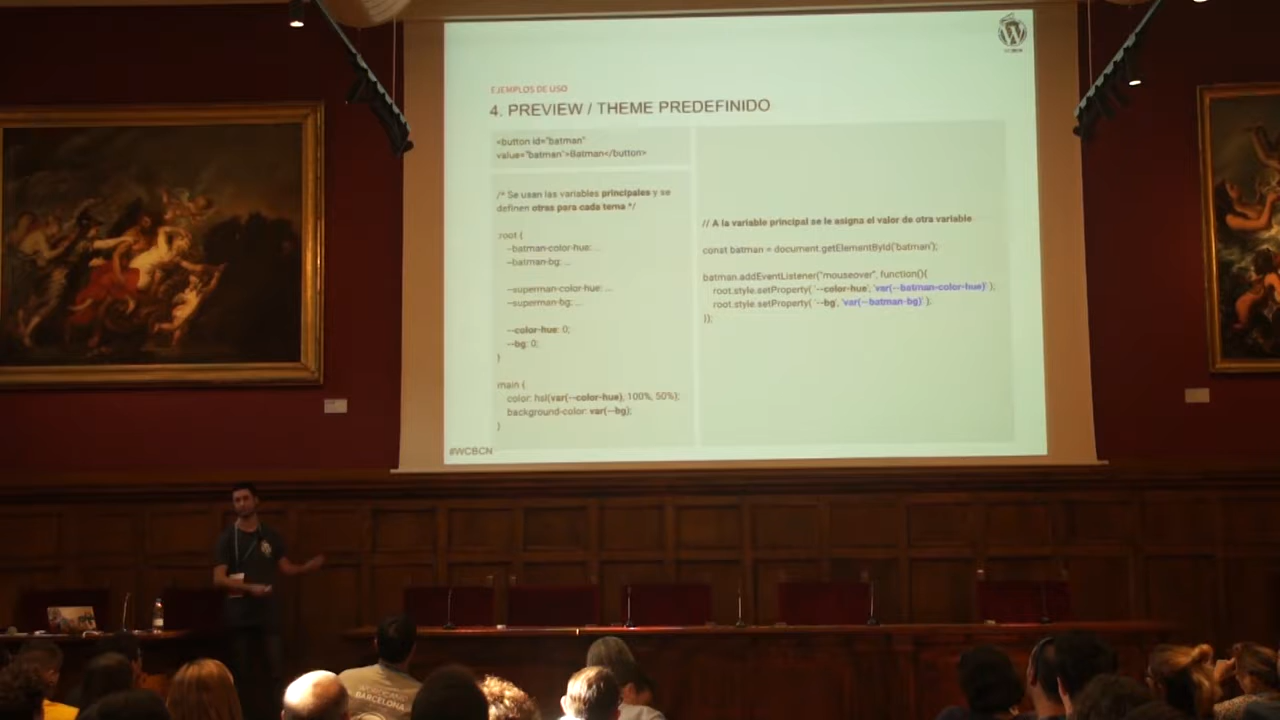 WCBCN
EJEMPLOS DE USO
4. PREVIEW / THEME PREDEFINIDO
<button id="batman"
value="batman">Batman</button>
/* Se usan las variables principales y se
definen otras para cada tema */
:root {
--batman-color-hue: ...
--batman-bg: ...
--superman-color-hue: ...
--superman-bg: ...
--color-hue: 0;
--bg: 0;
}
main {
color: hsl(var(--color-hue), 100%, 50%);
background-color: var(--bg);
}
// A la variable principal se le asigna el valor de otra variable
const batman = document.getElementById('batman');
batman.addEventListener("mouseover", function(){
root.style.setProperty( '--color-hue', 'var(--batman-color-hue)' );
root.style.setProperty( '--bg', 'var(--batman-bg)' );
});
#WCBCN
WORDCAMP
BARCELONA